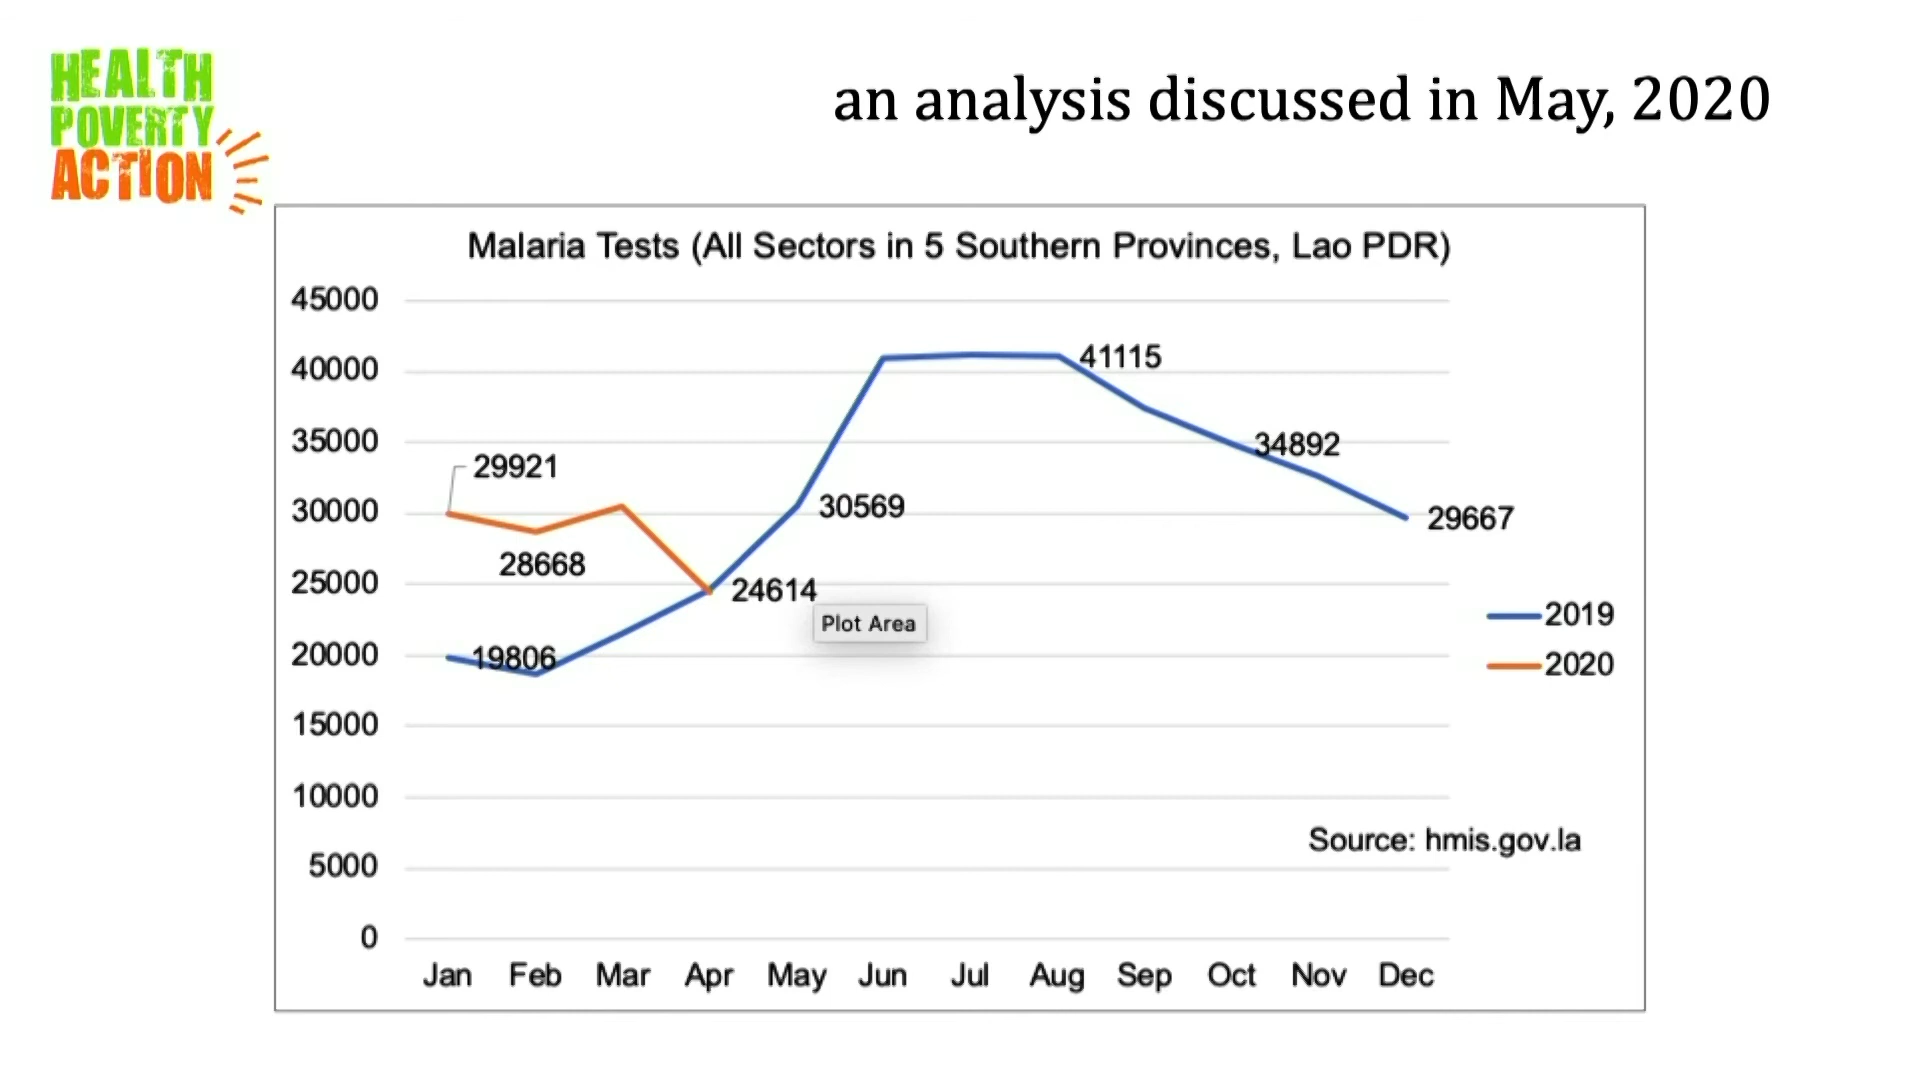 HEALTH
POVERTY
ACTION
an analysis discussed in May, 2020
Malaria Tests (All Sectors in 5 Southern Provinces, Lao PDR)
45000
40000
35000
30000
25000
20000
15000
10000
5000
0
41115
34892
29921
30569
29667
28668
24614
Plot Area
19806
2019
2020
Source: hmis.gov.la
Jan Feb Mar Apr May Jun Jul Aug Sep Oct Nov Dec